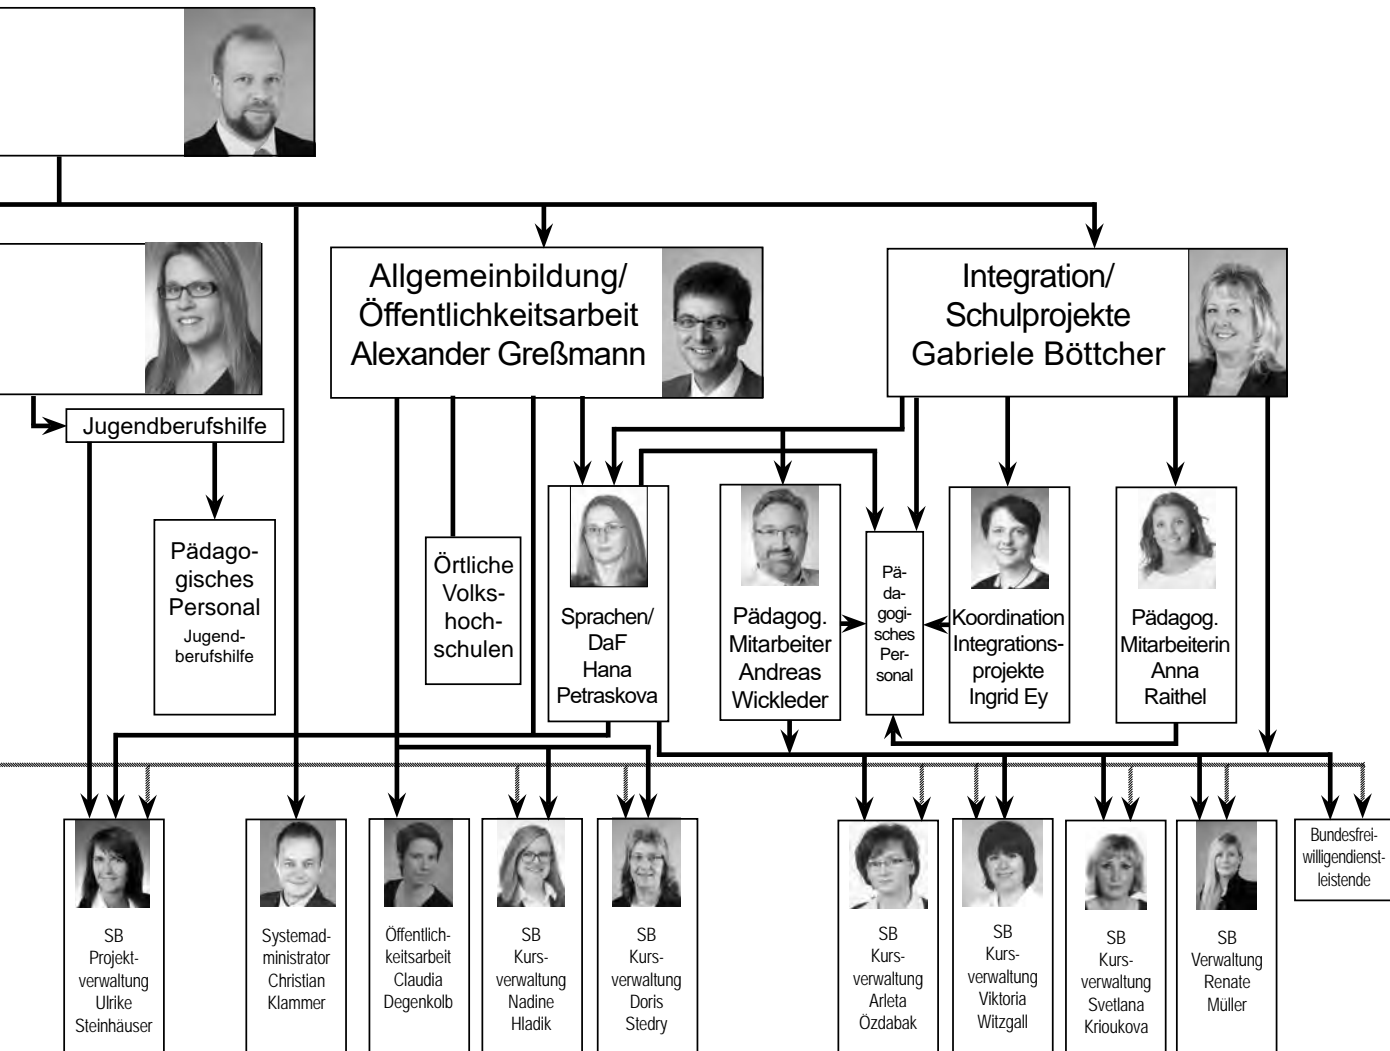 Allgemeinbildung/
Öffentlichkeitsarbeit
Alexander Greßmann
Integration/
Schulprojekte
Gabriele Böttcher
Jugendberufshilfe
Pädago-
gisches
Personal
Jugend-
berufshilfe
Örtliche
Volks-
hoch-
schulen
Sprachen/
DaF
Hana
Petraskova
Pädagog.
Mitarbeiter
Andreas
Wickleder
Pä-
da-
gogi-
sches
Per-
sonal
Koordination
Integrations-
projekte
Ingrid Ey
Pädagog.
Mitarbeiterin
Anna
Raithel
SB
Projekt-
verwaltung
Ulrike
Steinhäuser
Systemad-
ministrator
Christian
Klammer
Öffentlich-
keitsarbeit
Claudia
Degenkolb
SB
Kurs-
verwaltung
Nadine
Hladik
SB
Kurs-
verwaltung
Doris
Stedry
SB
Kurs-
verwaltung
Arleta
Özdabak
SB
Kurs-
verwaltung
Viktoria
Witzgall
SB
Kurs-
verwaltung
Svetlana
Krioukova
SB
Verwaltung
Renate
Müller
Bundesfrei-
willigendienst-
leistende